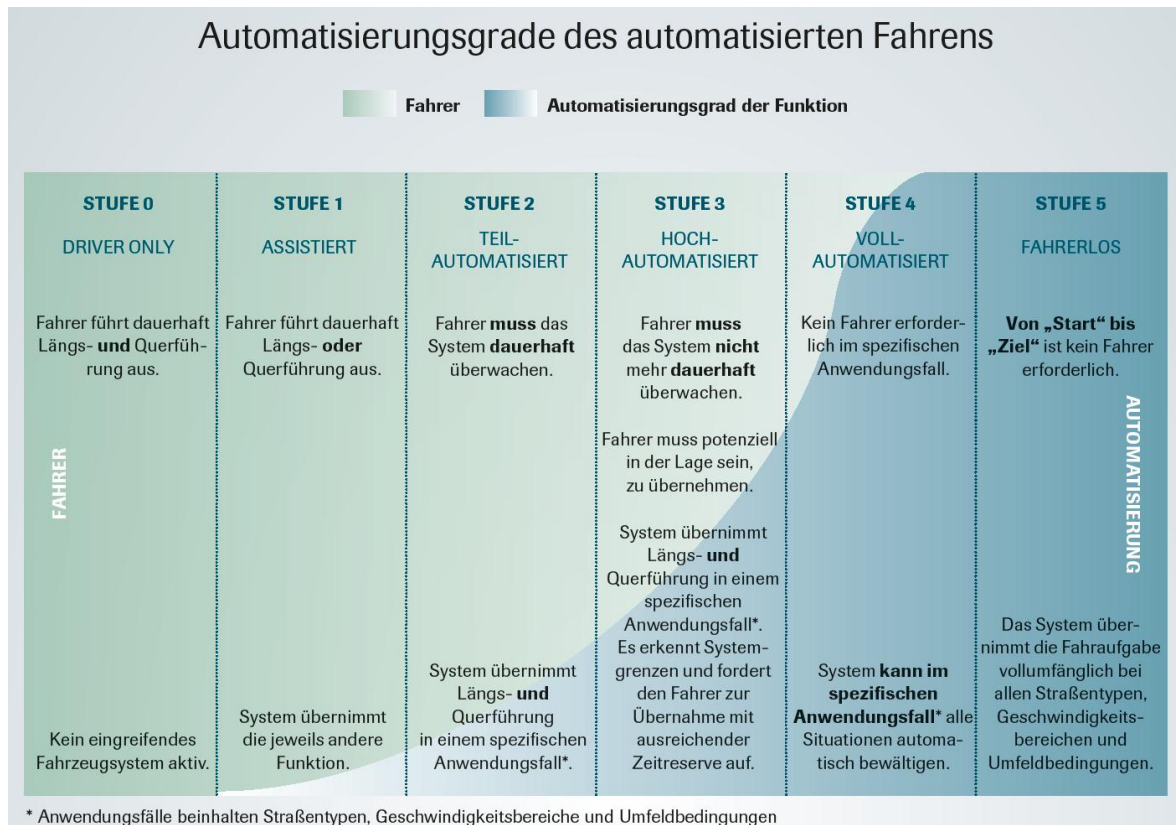 Automatisierungsgrade des automatisierten Fahrens
Fahrer
Automatisierungsgrad der Funktion
STUFE 0
DRIVER ONLY
Fahrer führt dauerhaft
Längs- und Querfüh-
rung aus.
FAHRER
Kein eingreifendes
Fahrzeugsystem aktiv.
STUFE 1
ASSISTIERT
Fahrer führt dauerhaft
Längs- oder
Querführung aus.
System übernimmt
die jeweils andere
Funktion.
STUFE 2
TEIL-
AUTOMATISIERT
Fahrer muss das
System dauerhaft
überwachen.
System übernimmt
Längs- und
Querführung
in einem spezifischen
Anwendungsfall*.
STUFE 3
HOCH-
AUTOMATISIERT
Fahrer muss
das System nicht
mehr dauerhaft
überwachen.
Fahrer muss potenziell
in der Lage sein,
zu übernehmen.
System übernimmt
Längs- und
Querführung in einem
spezifischen
Anwendungsfall*.
Es erkennt System-
grenzen und fordert
den Fahrer zur
Übernahme mit
ausreichender
Zeitreserve auf.
STUFE 4
VOLL-
AUTOMATISIERT
Kein Fahrer erforder-
lich im spezifischen
Anwendungsfall.
System kann im
spezifischen
Anwendungsfall* alle
Situationen automa-
tisch bewältigen.
STUFE 5
FAHRERLOS
Von „Start“ bis
„Ziel“ ist kein Fahrer
erforderlich.
AUTOMATISIERUNG
Das System über-
nimmt die Fahraufgabe
vollumfänglich bei
allen Straßentypen,
Geschwindigkeits-
bereichen und
Umfeldbedingungen.
* Anwendungsfälle beinhalten Straßentypen, Geschwindigkeitsbereiche und Umfeldbedingungen